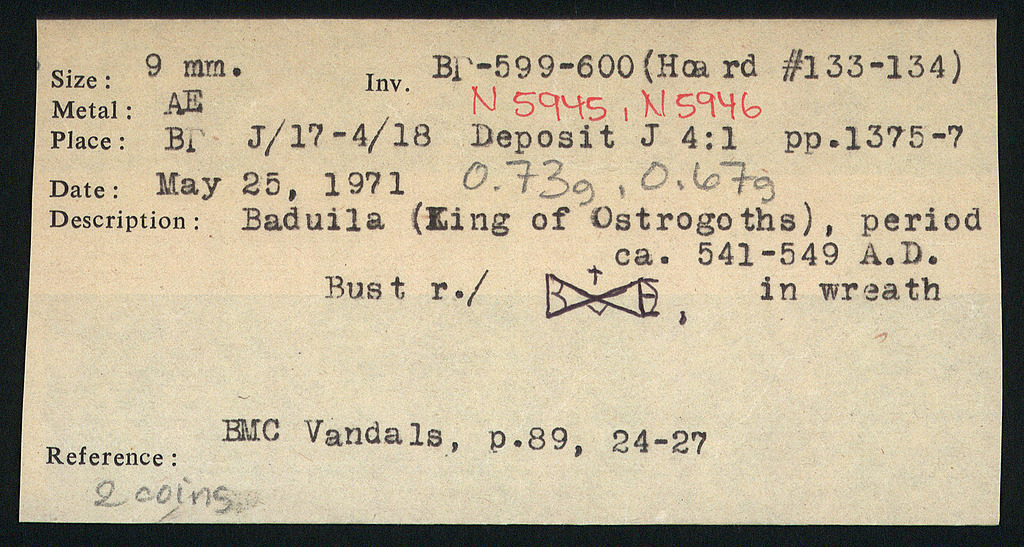 Size: 9 mm. Inv. BΓ-599-600(Hoard #133-134)
Metal: AE N 5945, N 5946
Place: BΓ J/17-4/18 Deposit J 4:1 pp.1375-7
Date: May 25, 1971 0.73g, 0.67g
Description: Baduila (King of Ostrogoths), period
ca. 541-549 A.D.
Bust r./ , in wreath
BMC Vandals, p.89, 24-27
Reference:
2 coins